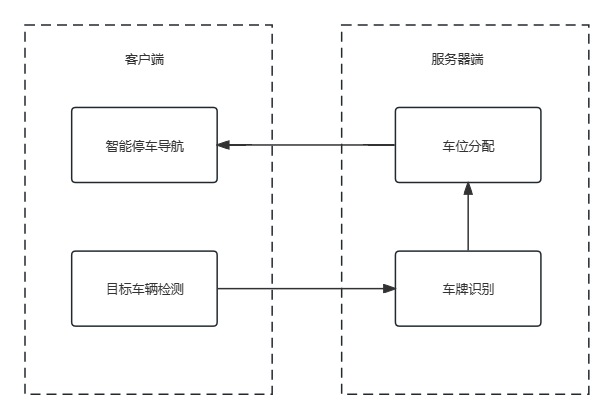 客户端
服务器端
智能停车导航
车位分配
目标车辆检测
车牌识别